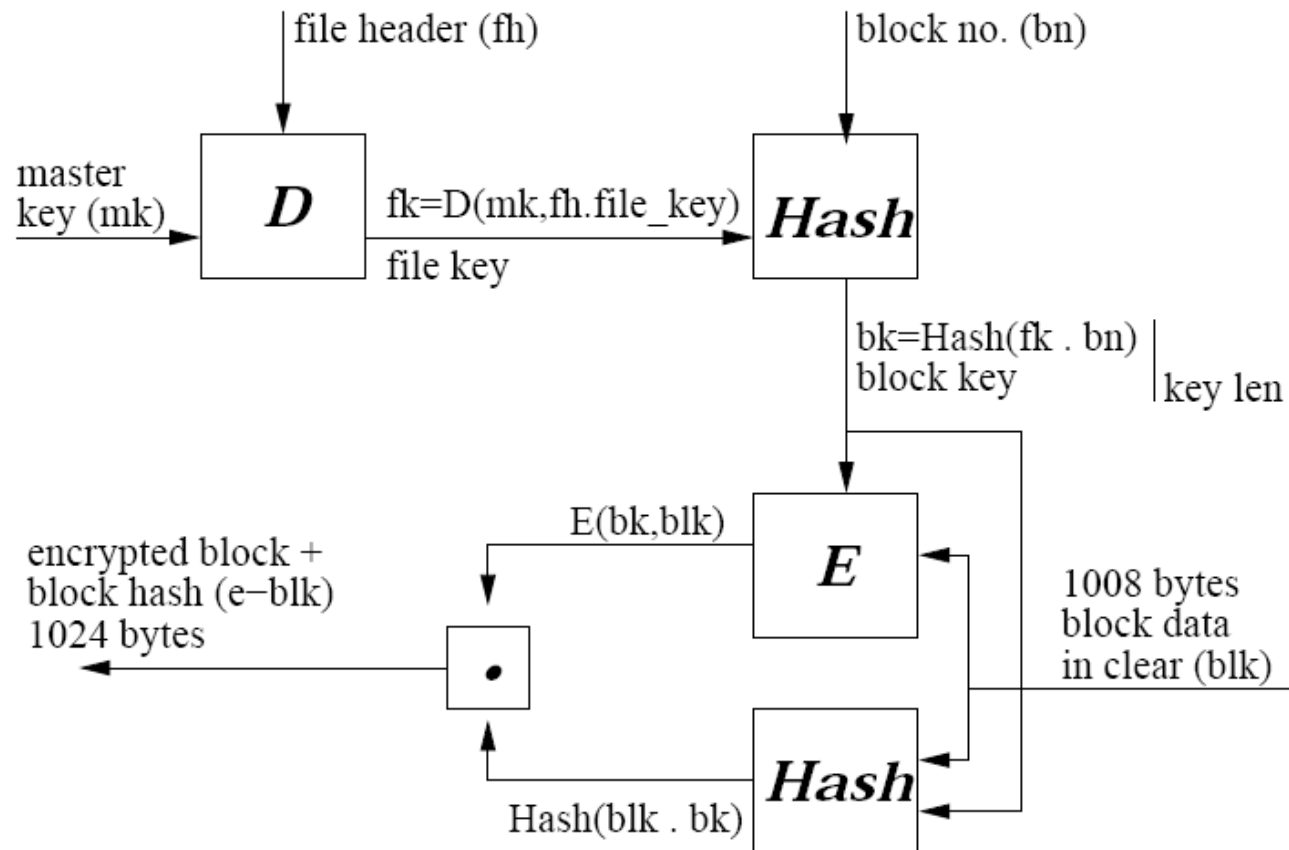 file header (fh)
block no. (bn)
master
key (mk)
D
fk=D(mk,fh.file_key)
file key
Hash
bk=Hash(fk . bn)
block key
key len
E(bk,blk)
E
encrypted block +
block hash (e−blk)
1024 bytes
1008 bytes
block data
in clear (blk)
•
Hash
Hash(blk . bk)